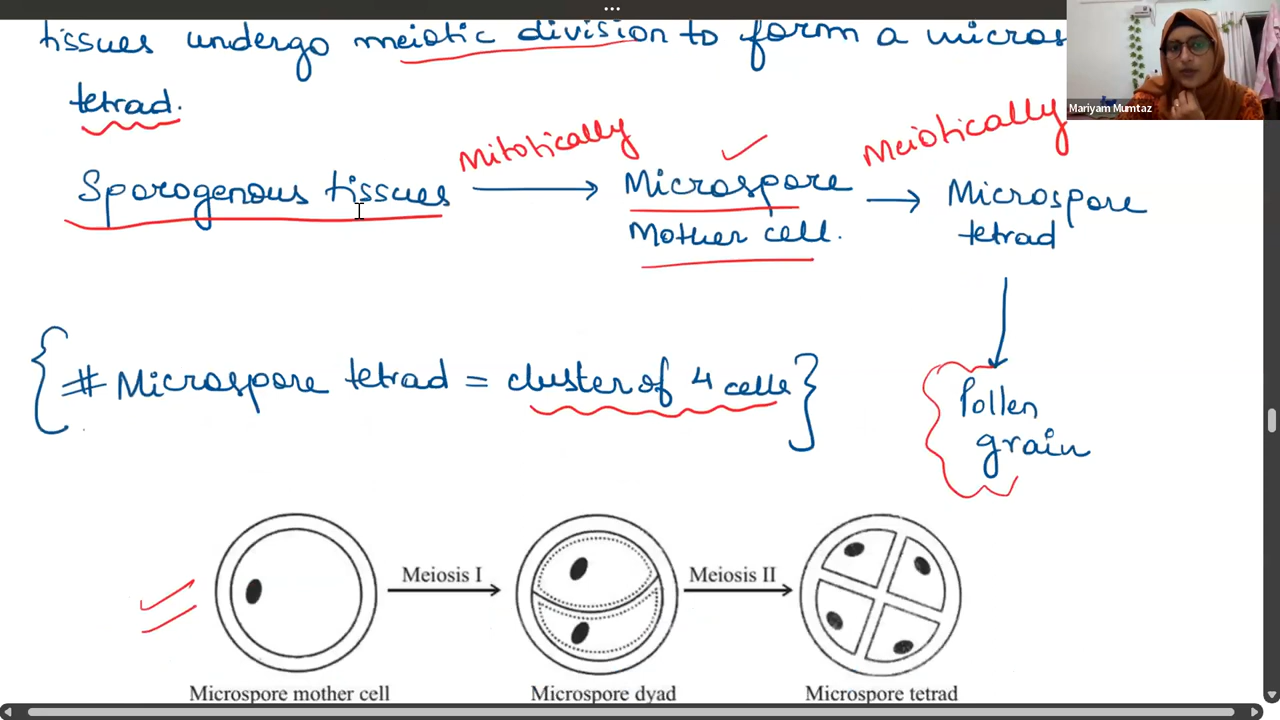 tissues undergo meiotic division to form a micros
tetrad.
Mariyam Mumtaz
Mitotically
Meiotically
Sporogenous tissues
Microspore
Mother cell.
Microspore
tetrad
# Microspore tetrad = cluster of 4 cells
Pollen
grain
Meiosis I
Meiosis II
Microspore mother cell
Microspore dyad
Microspore tetrad